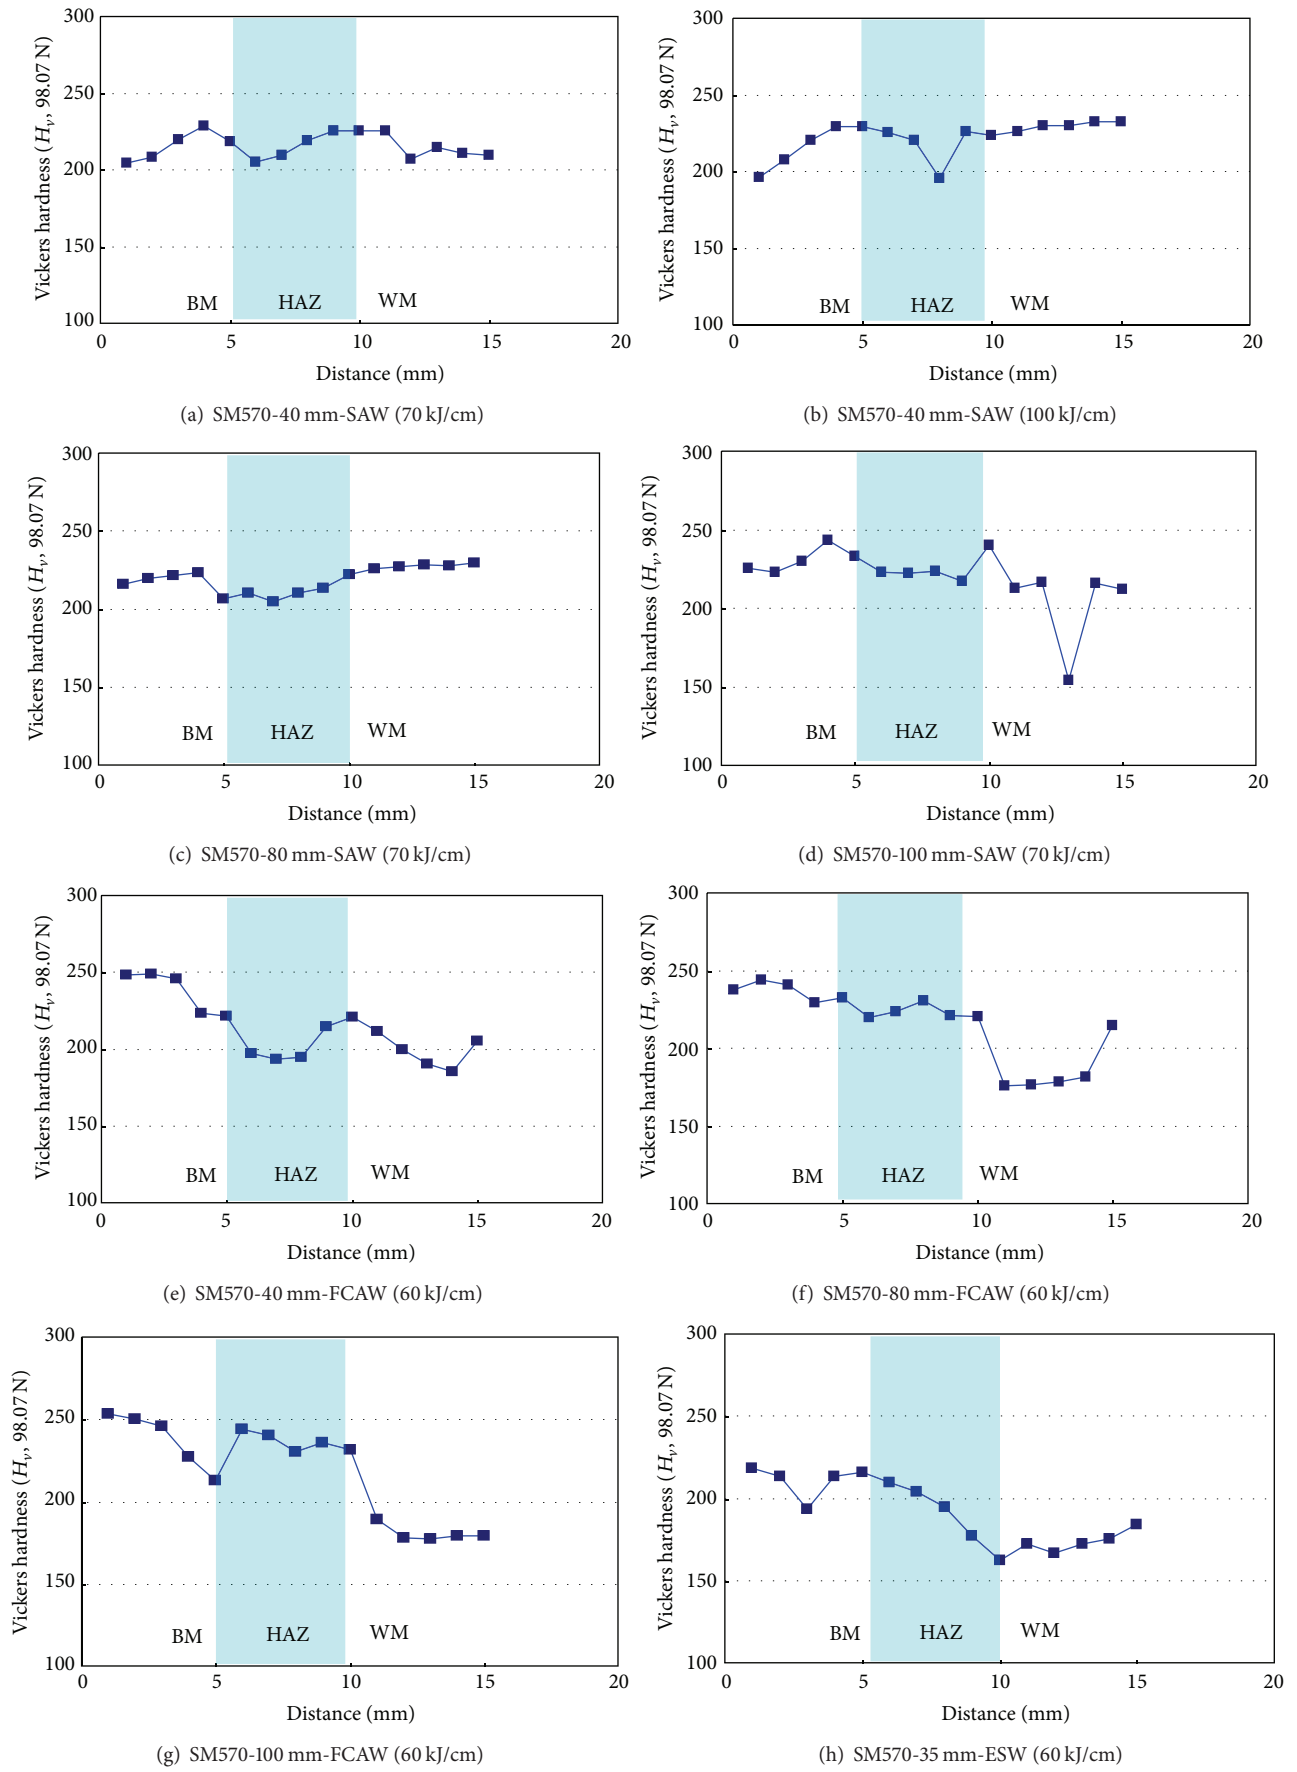 300
250
200
150
100
Vickers hardness (Hv, 98.07 N)
BM HAZ WM
0 5 10 15 20
Distance (mm)
(a) SM570-40 mm-SAW (70 kJ/cm)
300
250
200
150
100
Vickers hardness (Hv, 98.07 N)
BM HAZ WM
0 5 10 15 20
Distance (mm)
(b) SM570-40 mm-SAW (100 kJ/cm)
300
250
200
150
100
Vickers hardness (Hv, 98.07 N)
BM HAZ WM
0 5 10 15 20
Distance (mm)
(c) SM570-80 mm-SAW (70 kJ/cm)
300
250
200
150
100
Vickers hardness (Hv, 98.07 N)
BM HAZ WM
0 5 10 15 20
Distance (mm)
(d) SM570-100 mm-SAW (70 kJ/cm)
300
250
200
150
100
Vickers hardness (Hv, 98.07 N)
BM HAZ WM
0 5 10 15 20
Distance (mm)
(e) SM570-40 mm-FCAW (60 kJ/cm)
300
250
200
150
100
Vickers hardness (Hv, 98.07 N)
BM HAZ WM
0 5 10 15 20
Distance (mm)
(f) SM570-80 mm-FCAW (60 kJ/cm)
300
250
200
150
100
Vickers hardness (Hv, 98.07 N)
BM HAZ WM
0 5 10 15 20
Distance (mm)
(g) SM570-100 mm-FCAW (60 kJ/cm)
300
250
200
150
100
Vickers hardness (Hv, 98.07 N)
BM HAZ WM
0 5 10 15 20
Distance (mm)
(h) SM570-35 mm-ESW (60 kJ/cm)